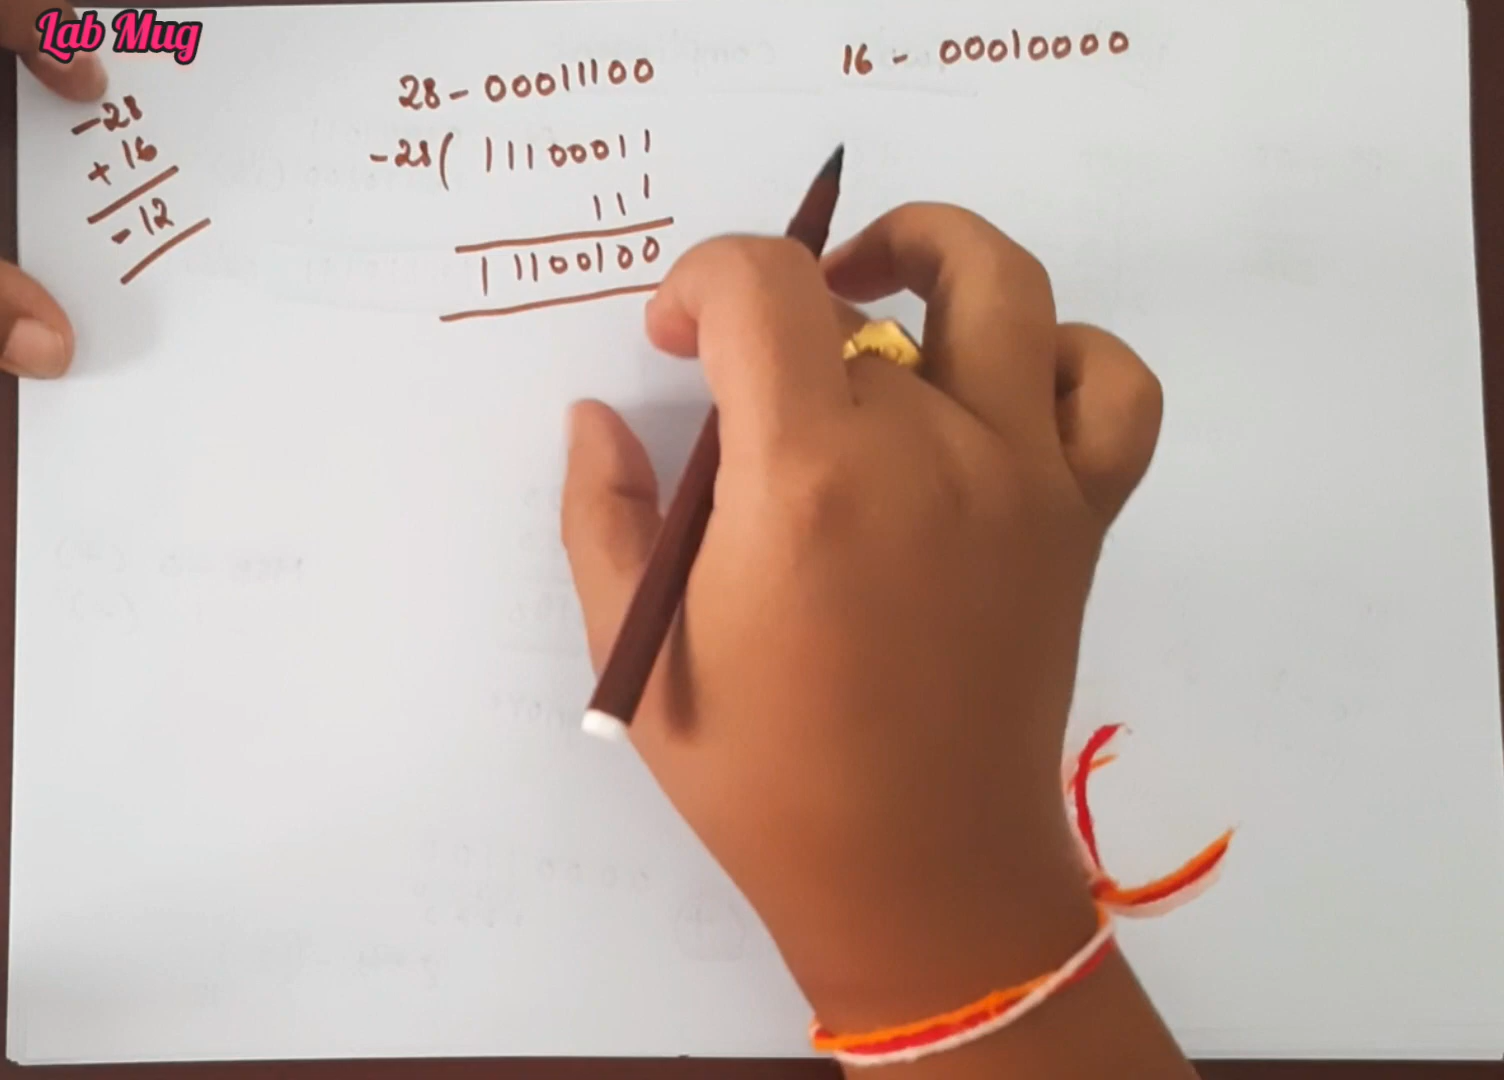 Lab Mug
-28
+ 16
-12
28 - 00011100
-28( 11100011
111
11100100
16 - 00010000